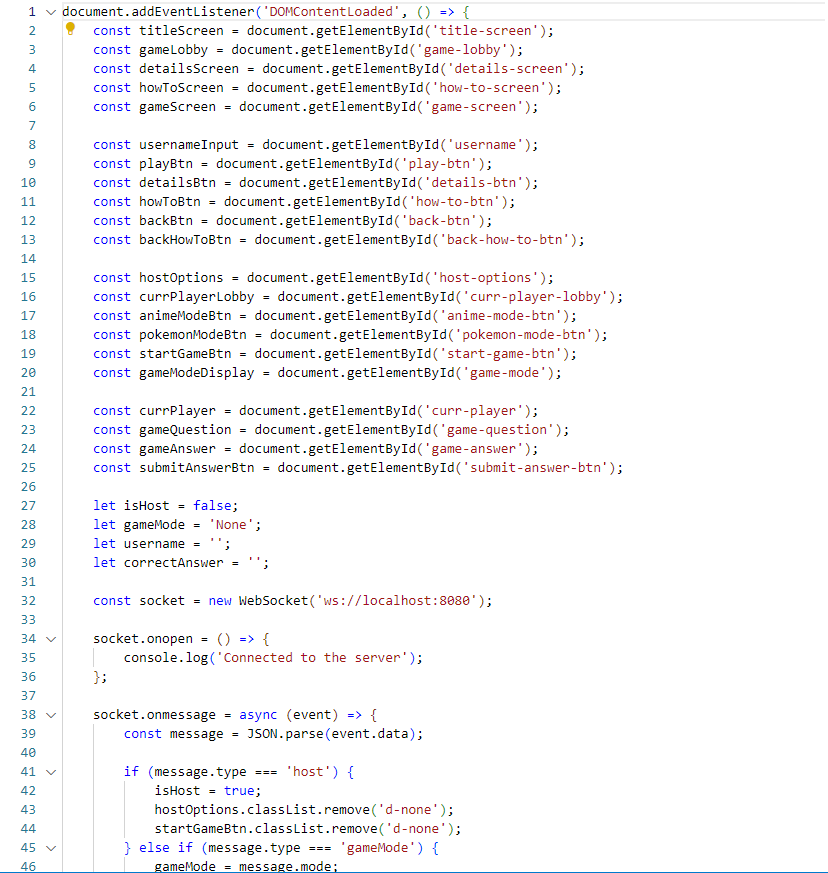 1 document.addEventListener('DOMContentLoaded', () => {
2     const titleScreen = document.getElementById('title-screen');
3     const gameLobby = document.getElementById('game-lobby');
4     const detailsScreen = document.getElementById('details-screen');
5     const howToScreen = document.getElementById('how-to-screen');
6     const gameScreen = document.getElementById('game-screen');
7
8     const usernameInput = document.getElementById('username');
9     const playBtn = document.getElementById('play-btn');
10     const detailsBtn = document.getElementById('details-btn');
11     const howToBtn = document.getElementById('how-to-btn');
12     const backBtn = document.getElementById('back-btn');
13     const backHowToBtn = document.getElementById('back-how-to-btn');
14
15     const hostOptions = document.getElementById('host-options');
16     const currPlayerLobby = document.getElementById('curr-player-lobby');
17     const animeModeBtn = document.getElementById('anime-mode-btn');
18     const pokemonModeBtn = document.getElementById('pokemon-mode-btn');
19     const startGameBtn = document.getElementById('start-game-btn');
20     const gameModeDisplay = document.getElementById('game-mode');
21
22     const currPlayer = document.getElementById('curr-player');
23     const gameQuestion = document.getElementById('game-question');
24     const gameAnswer = document.getElementById('game-answer');
25     const submitAnswerBtn = document.getElementById('submit-answer-btn');
26
27     let isHost = false;
28     let gameMode = 'None';
29     let username = '';
30     let correctAnswer = '';
31
32     const socket = new WebSocket('ws://localhost:8080');
33
34     socket.onopen = () => {
35         console.log('Connected to the server');
36     };
37
38     socket.onmessage = async (event) => {
39         const message = JSON.parse(event.data);
40
41         if (message.type === 'host') {
42             isHost = true;
43             hostOptions.classList.remove('d-none');
44             startGameBtn.classList.remove('d-none');
45         } else if (message.type === 'gameMode') {
46             gameMode = message.mode;